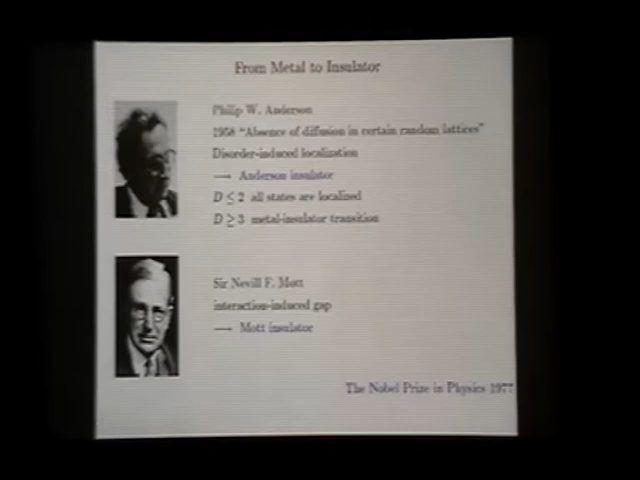 From Metal to Insulator
Philip W. Anderson
1958 "Absence of diffusion in certain random lattices"
Disorder-induced localization
⟶ Anderson insulator
D ≤ 2 all states are localized
D ≥ 3 metal-insulator transition
Sir Nevill F. Mott
interaction-induced gap
⟶ Mott insulator
The Nobel Prize in Physics 1977